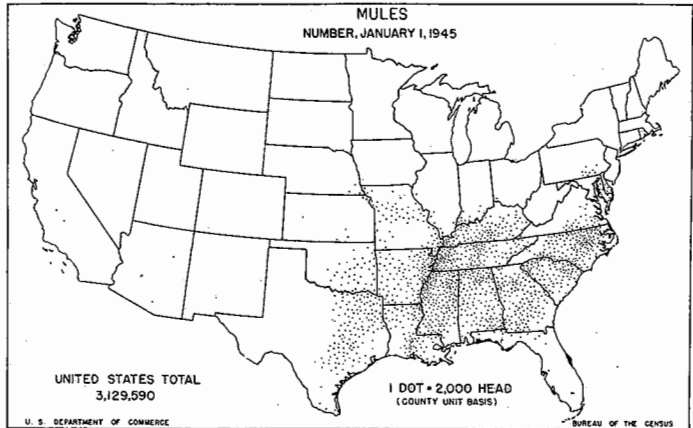 MULES
NUMBER, JANUARY 1, 1945
UNITED STATES TOTAL
3,129,590
1 DOT = 2,000 HEAD
(COUNTY UNIT BASIS)
U. S. DEPARTMENT OF COMMERCE
BUREAU OF THE CENSUS